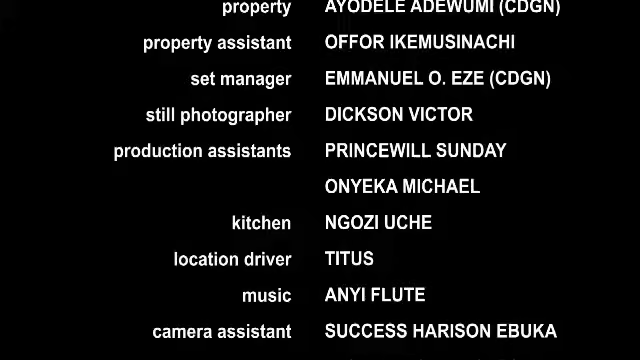 property AYODELE ADEWUMI (CDGN)
property assistant OFFOR IKEMUSINACHI
set manager EMMANUEL O. EZE (CDGN)
still photographer DICKSON VICTOR
production assistants PRINCEWILL SUNDAY
ONYEKA MICHAEL
kitchen NGOZI UCHE
location driver TITUS
music ANYI FLUTE
camera assistant SUCCESS HARISON EBUKA